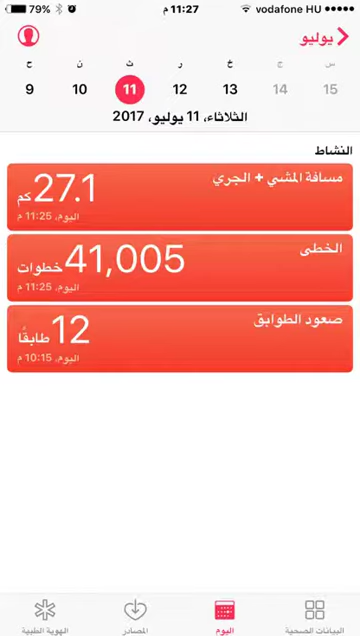 vodafone HU 11:27 م 79%
يوليو
س ج خ ر ث ن ح
15 14 13 12 11 10 9
الثلاثاء، 11 يوليو، 2017
النشاط
مسافة المشي + الجري
27.1 كم
اليوم، 11:25 م
الخطى
41,005 خطوات
اليوم، 11:25 م
صعود الطوابق
12 طابقًا
اليوم، 10:15 م
البيانات الصحية اليوم المصادر الهوية الطبية